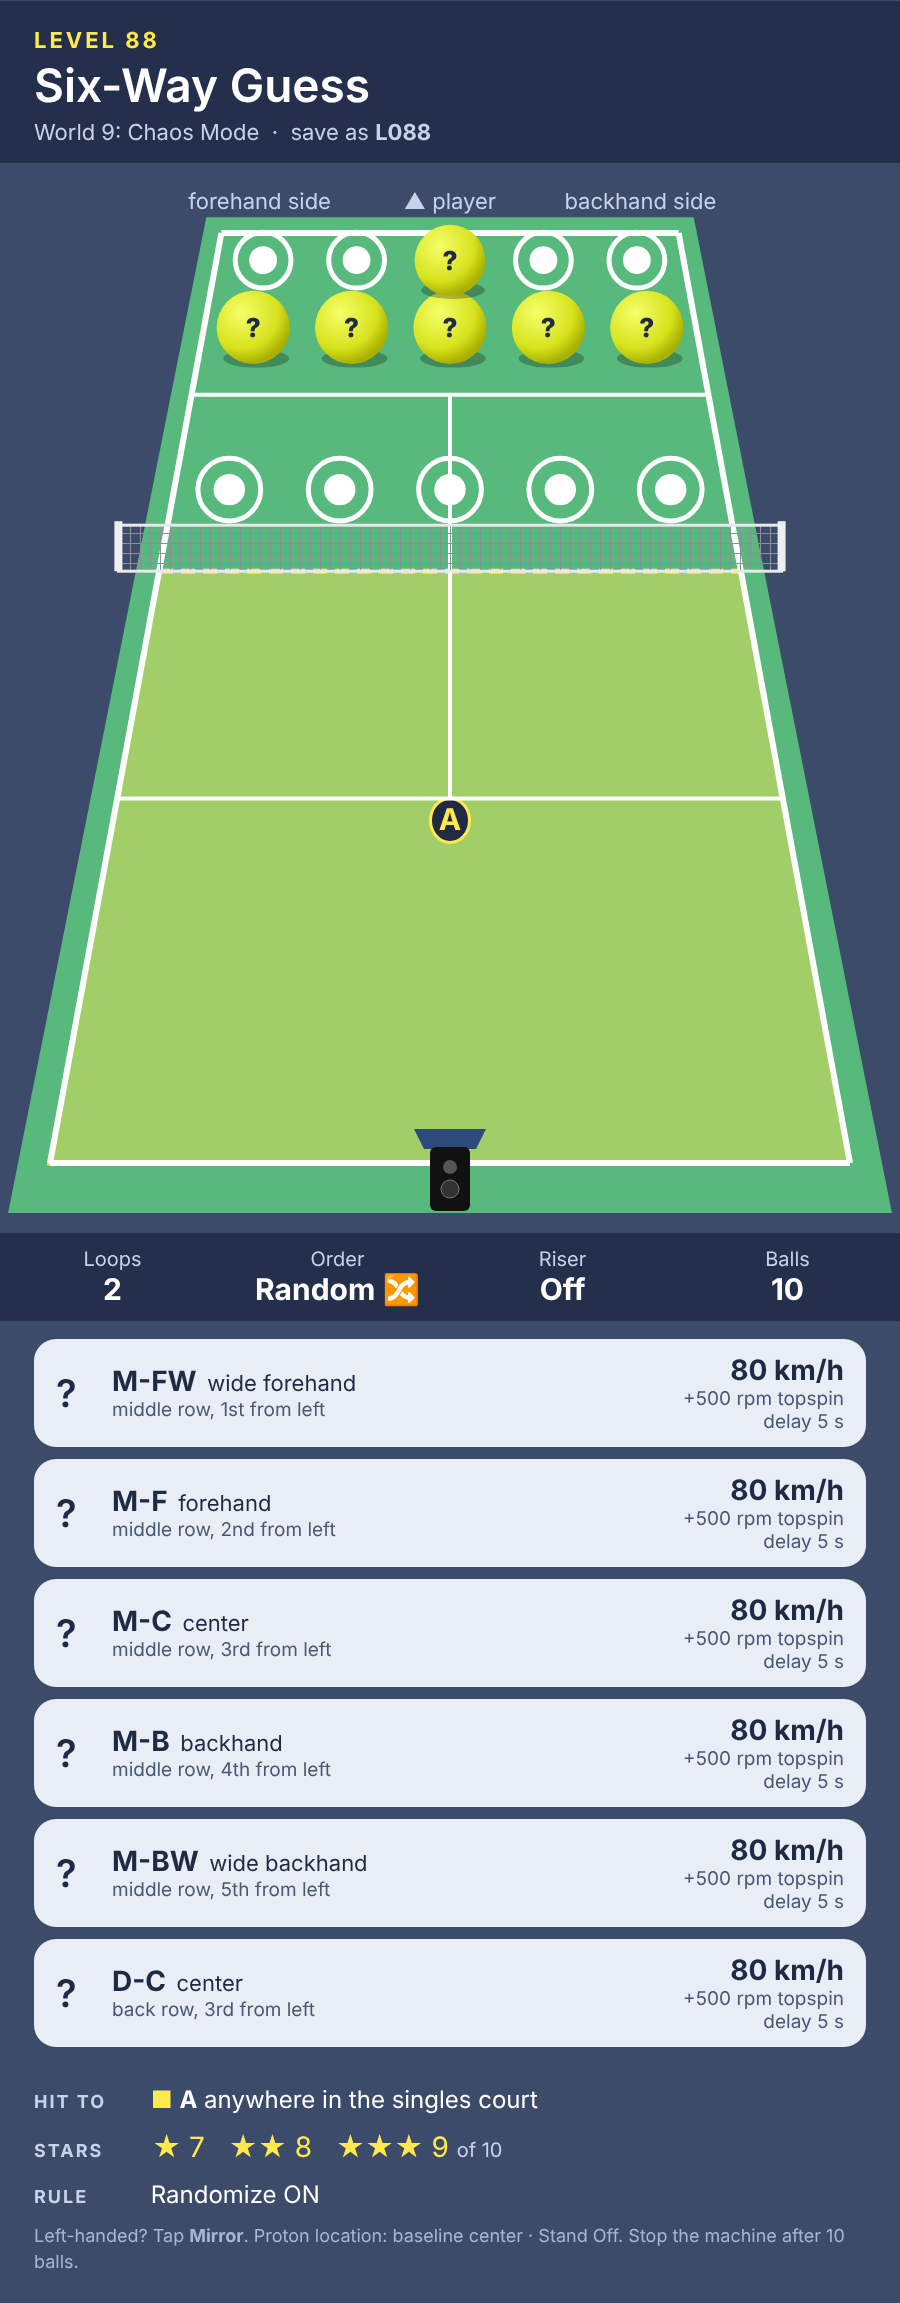 LEVEL 88
Six-Way Guess
World 9: Chaos Mode · save as L088
forehand side ▲ player backhand side
?
? ? ? ? ?
A
Loops Order Riser Balls
2 Random 🔀 Off 10
? M-FW wide forehand 80 km/h
middle row, 1st from left +500 rpm topspin
delay 5 s
? M-F forehand 80 km/h
middle row, 2nd from left +500 rpm topspin
delay 5 s
? M-C center 80 km/h
middle row, 3rd from left +500 rpm topspin
delay 5 s
? M-B backhand 80 km/h
middle row, 4th from left +500 rpm topspin
delay 5 s
? M-BW wide backhand 80 km/h
middle row, 5th from left +500 rpm topspin
delay 5 s
? D-C center 80 km/h
back row, 3rd from left +500 rpm topspin
delay 5 s
HIT TO ■ A anywhere in the singles court
STARS ★ 7 ★★ 8 ★★★ 9 of 10
RULE Randomize ON
Left-handed? Tap Mirror. Proton location: baseline center · Stand Off. Stop the machine after 10
balls.